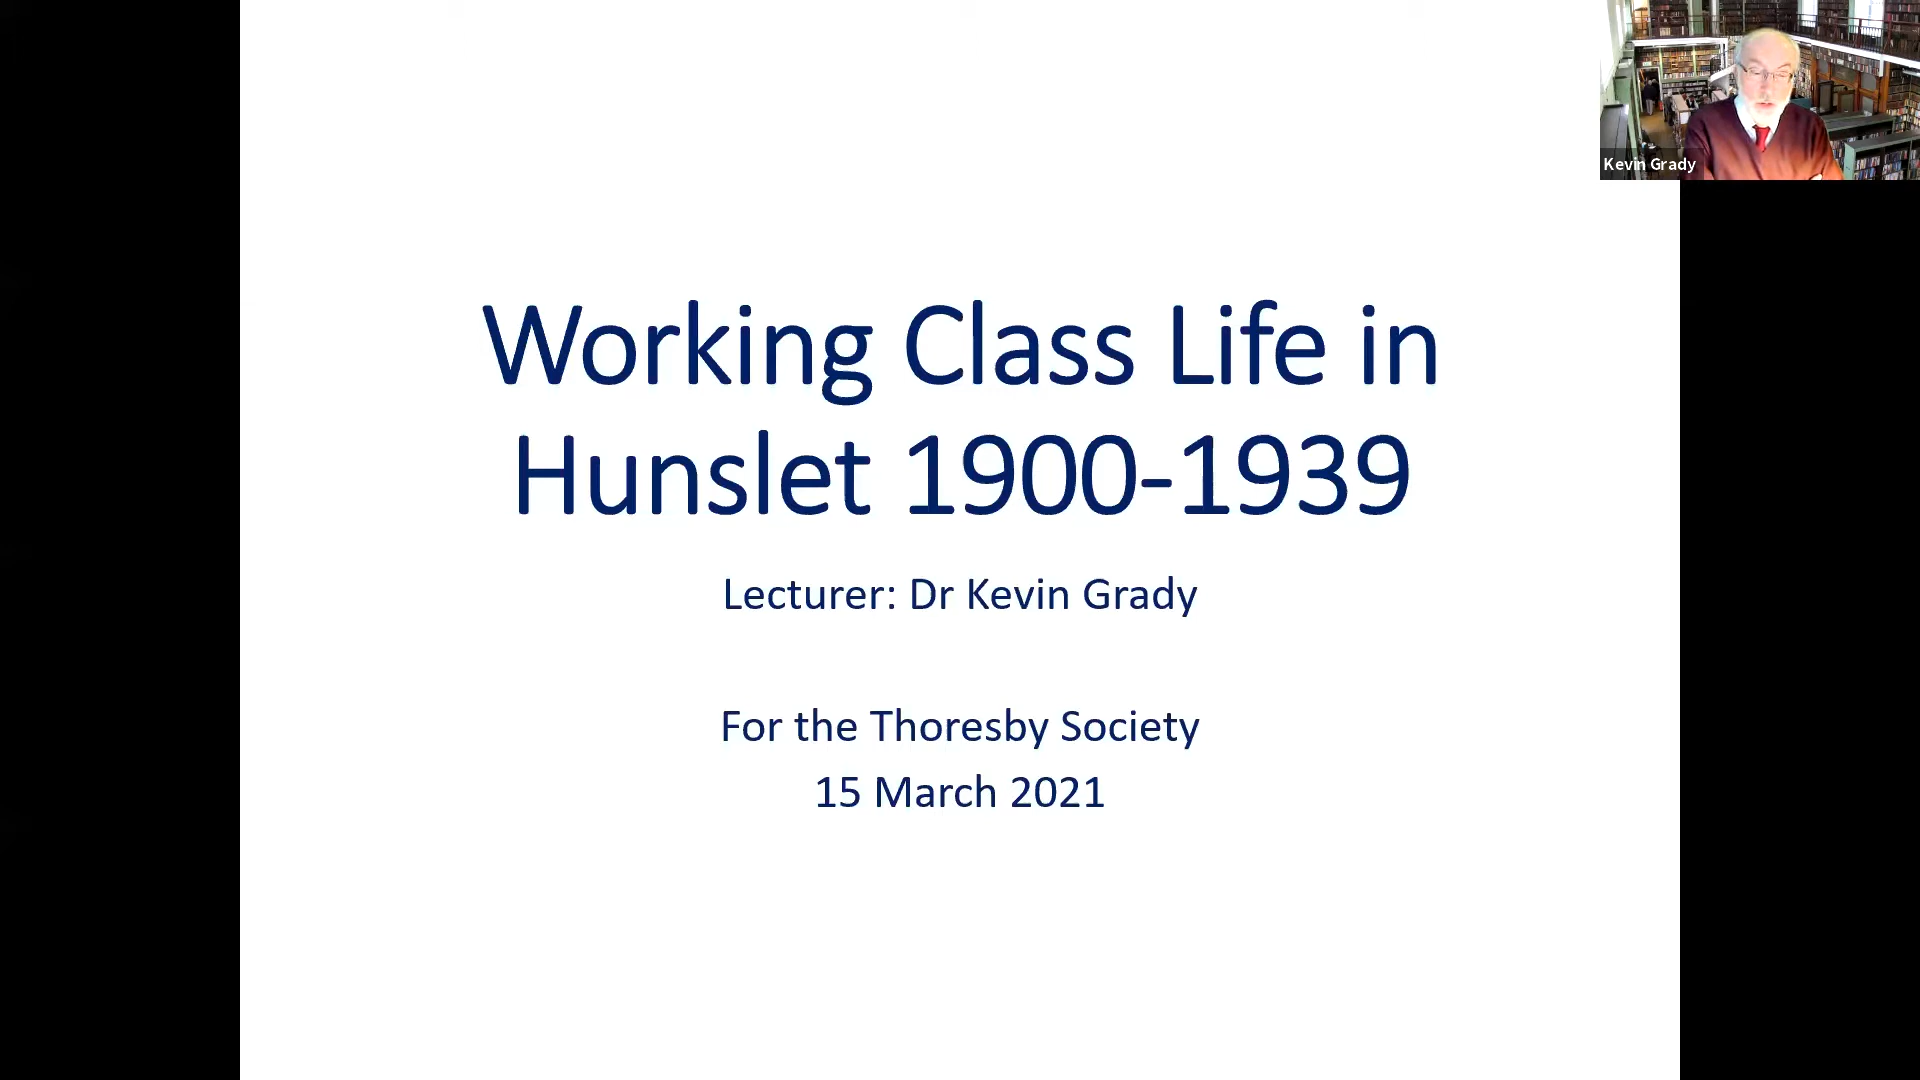 Kevin Grady
Working Class Life in
Hunslet 1900-1939
Lecturer: Dr Kevin Grady
For the Thoresby Society
15 March 2021